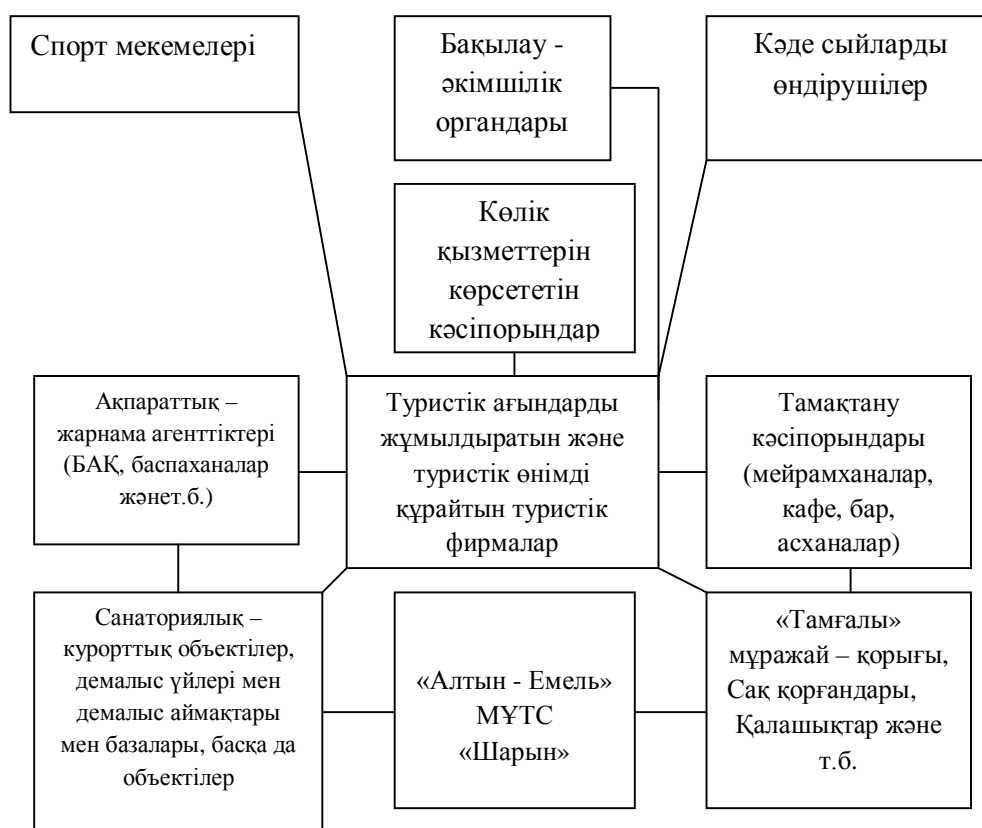 Спорт мекемелері
Бақылау -
әкімшілік
органдары
Кәде сыйларды
өндірушілер
Көлік
қызметтерін
көрсететін
кәсіпорындар
Ақпараттық –
жарнама агенттіктері
(БАҚ, баспаханалар
жәнет.б.)
Туристік ағындарды
жұмылдыратын және
туристік өнімді
құрайтын туристік
фирмалар
Тамақтану
кәсіпорындары
(мейрамханалар,
кафе, бар,
асханалар)
Санаториялық –
курорттық объектілер,
демалыс үйлері мен
демалыс аймақтары
мен базалары, басқа да
объектілер
«Алтын - Емель»
МҰТС
«Шарын»
«Тамғалы»
мұражай – қорығы,
Сақ қорғандары,
Қалашықтар және
т.б.